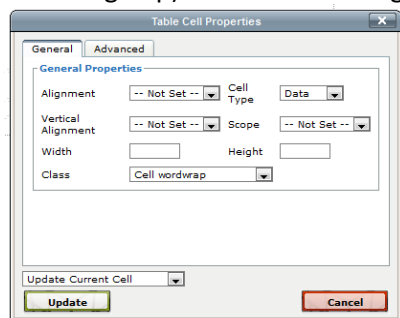 Table Cell Properties
General Advanced
General Properties
Alignment -- Not Set -- Cell Type Data
Vertical Alignment -- Not Set -- Scope -- Not Set --
Width Height
Class Cell wordwrap
Update Current Cell
Update Cancel